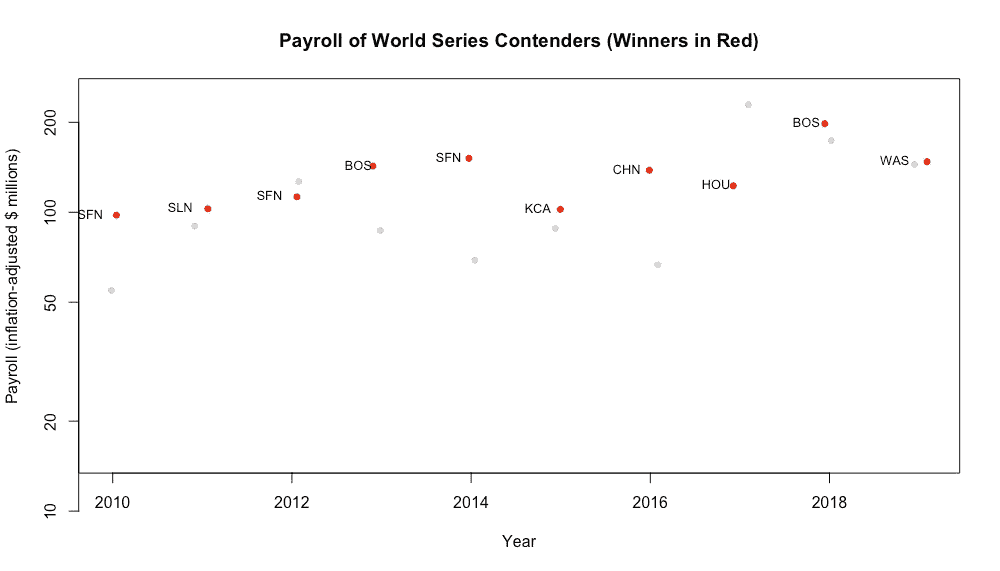 Payroll of World Series Contenders (Winners in Red)
Payroll (inflation-adjusted $ millions)
200
100
50
20
10
BOS
SFN
BOS
WAS
CHN
HOU
SFN
KCA
SLN
SFN
2010
2012
2014
2016
2018
Year